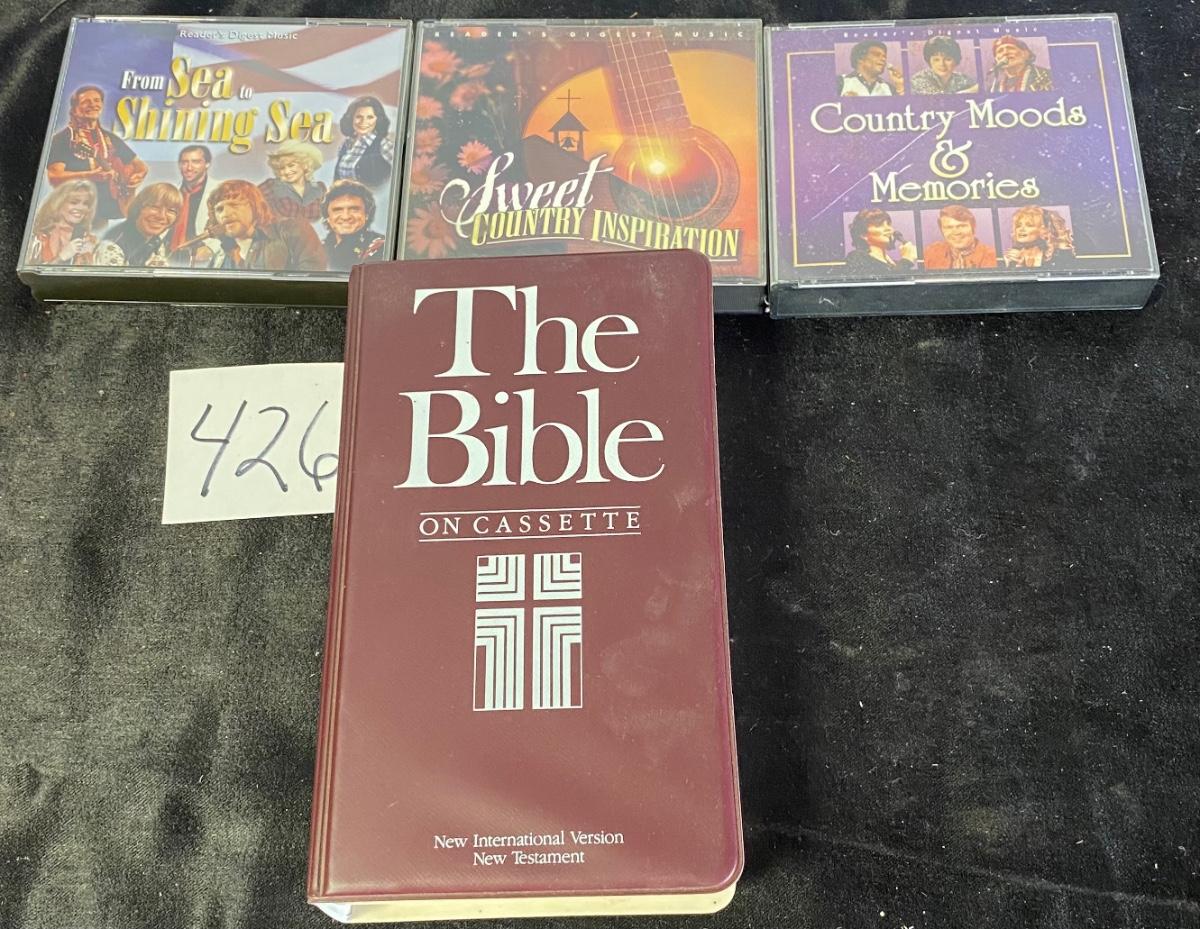 Reader's Digest Music
From Sea to
Shining Sea
READER'S DIGEST MUSIC
Sweet
COUNTRY INSPIRATION
Reader's Digest Music
Country Moods
&
Memories
426
The
Bible
ON CASSETTE
New International Version
New Testament